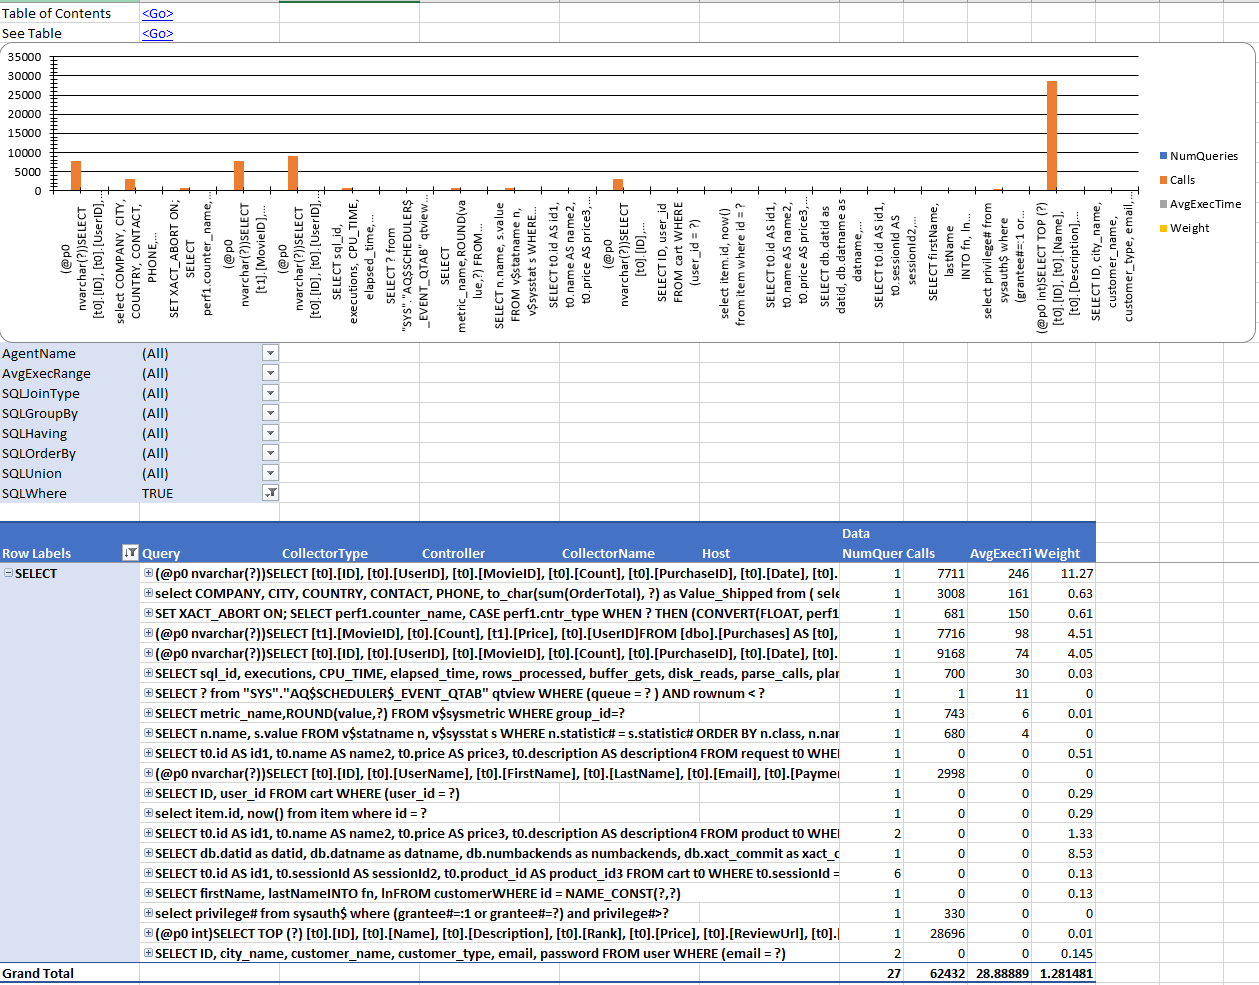 Table of Contents <Go>
See Table <Go>
35000
30000
25000
20000
15000
10000
5000
0
(@p0
nvarchar(?))SELECT
[t0].[ID], [t0].[UserID],...
select COMPANY, CITY,
COUNTRY, CONTACT,
PHONE,...
SET XACT_ABORT ON;
SELECT
perf1.counter_name,...
(@p0
nvarchar(?))SELECT
[t1].[MovieID],...
(@p0
nvarchar(?))SELECT
[t0].[ID], [t0].[UserID],...
SELECT sql_id,
executions, CPU_TIME,
elapsed_time,...
SELECT ? from
"SYS"."AQ$SCHEDULER$
_EVENT_QTAB" qtview...
SELECT
metric_name,ROUND(va
lue,?) FROM...
SELECT n.name, s.value
FROM v$statname n,
v$sysstat s WHERE...
SELECT t0.id AS id1,
t0.name AS name2,
t0.price AS price3,...
(@p0
nvarchar(?))SELECT
[t0].[ID],...
SELECT ID, user_id
FROM cart WHERE
(user_id = ?)
select item.id, now()
from item where id = ?
SELECT t0.id AS id1,
t0.name AS name2,
t0.price AS price3,...
SELECT db.datid as
datid, db.datname as
datname,...
SELECT t0.id AS id1,
t0.sessionId AS
sessionId2,...
SELECT firstName,
lastName
INTO fn, ln...
select privilege# from
sysauth$ where
(grantee#=:1 or...
(@p0 int)SELECT TOP (?)
[t0].[ID], [t0].[Name],
[t0].[Description],...
SELECT ID, city_name,
customer_name,
customer_type, email,...
NumQueries
Calls
AvgExecTime
Weight
AgentName (All)
AvgExecRange (All)
SQLJoinType (All)
SQLGroupBy (All)
SQLHaving (All)
SQLOrderBy (All)
SQLUnion (All)
SQLWhere TRUE
Data
Row Labels Query CollectorType Controller CollectorName Host NumQuer Calls AvgExecTi Weight
SELECT (@p0 nvarchar(?))SELECT [t0].[ID], [t0].[UserID], [t0].[MovieID], [t0].[Count], [t0].[PurchaseID], [t0].[Date], [t0]. 1 7711 246 11.27
select COMPANY, CITY, COUNTRY, CONTACT, PHONE, to_char(sum(OrderTotal), ?) as Value_Shipped from ( sele 1 3008 161 0.63
SET XACT_ABORT ON; SELECT perf1.counter_name, CASE perf1.cntr_type WHEN ? THEN (CONVERT(FLOAT, perf1 1 681 150 0.61
(@p0 nvarchar(?))SELECT [t1].[MovieID], [t0].[Count], [t1].[Price], [t0].[UserID]FROM [dbo].[Purchases] AS [t0], 1 7716 98 4.51
(@p0 nvarchar(?))SELECT [t0].[ID], [t0].[UserID], [t0].[MovieID], [t0].[Count], [t0].[PurchaseID], [t0].[Date], [t0]. 1 9168 74 4.05
SELECT sql_id, executions, CPU_TIME, elapsed_time, rows_processed, buffer_gets, disk_reads, parse_calls, plan 1 700 30 0.03
SELECT ? from "SYS"."AQ$SCHEDULER$_EVENT_QTAB" qtview WHERE (queue = ? ) AND rownum < ? 1 1 11 0
SELECT metric_name,ROUND(value,?) FROM v$sysmetric WHERE group_id=? 1 743 6 0.01
SELECT n.name, s.value FROM v$statname n, v$sysstat s WHERE n.statistic# = s.statistic# ORDER BY n.class, n.nam 1 680 4 0
SELECT t0.id AS id1, t0.name AS name2, t0.price AS price3, t0.description AS description4 FROM request t0 WHE 1 0 0 0.51
(@p0 nvarchar(?))SELECT [t0].[ID], [t0].[UserName], [t0].[FirstName], [t0].[LastName], [t0].[Email], [t0].[Payme 1 2998 0 0
SELECT ID, user_id FROM cart WHERE (user_id = ?) 1 0 0 0.29
select item.id, now() from item where id = ? 1 0 0 0.29
SELECT t0.id AS id1, t0.name AS name2, t0.price AS price3, t0.description AS description4 FROM product t0 WHE 2 0 0 1.33
SELECT db.datid as datid, db.datname as datname, db.numbackends as numbackends, db.xact_commit as xact_c 1 0 0 8.53
SELECT t0.id AS id1, t0.sessionId AS sessionId2, t0.product_id AS product_id3 FROM cart t0 WHERE t0.sessionId = 6 0 0 0.13
SELECT firstName, lastNameINTO fn, lnFROM customerWHERE id = NAME_CONST(?,?) 1 0 0 0.13
select privilege# from sysauth$ where (grantee#=:1 or grantee#=?) and privilege#>? 1 330 0 0
(@p0 int)SELECT TOP (?) [t0].[ID], [t0].[Name], [t0].[Description], [t0].[Rank], [t0].[Price], [t0].[ReviewUrl], [t0].[ 1 28696 0 0.01
SELECT ID, city_name, customer_name, customer_type, email, password FROM user WHERE (email = ?) 2 0 0 0.145
Grand Total 27 62432 28.88889 1.281481